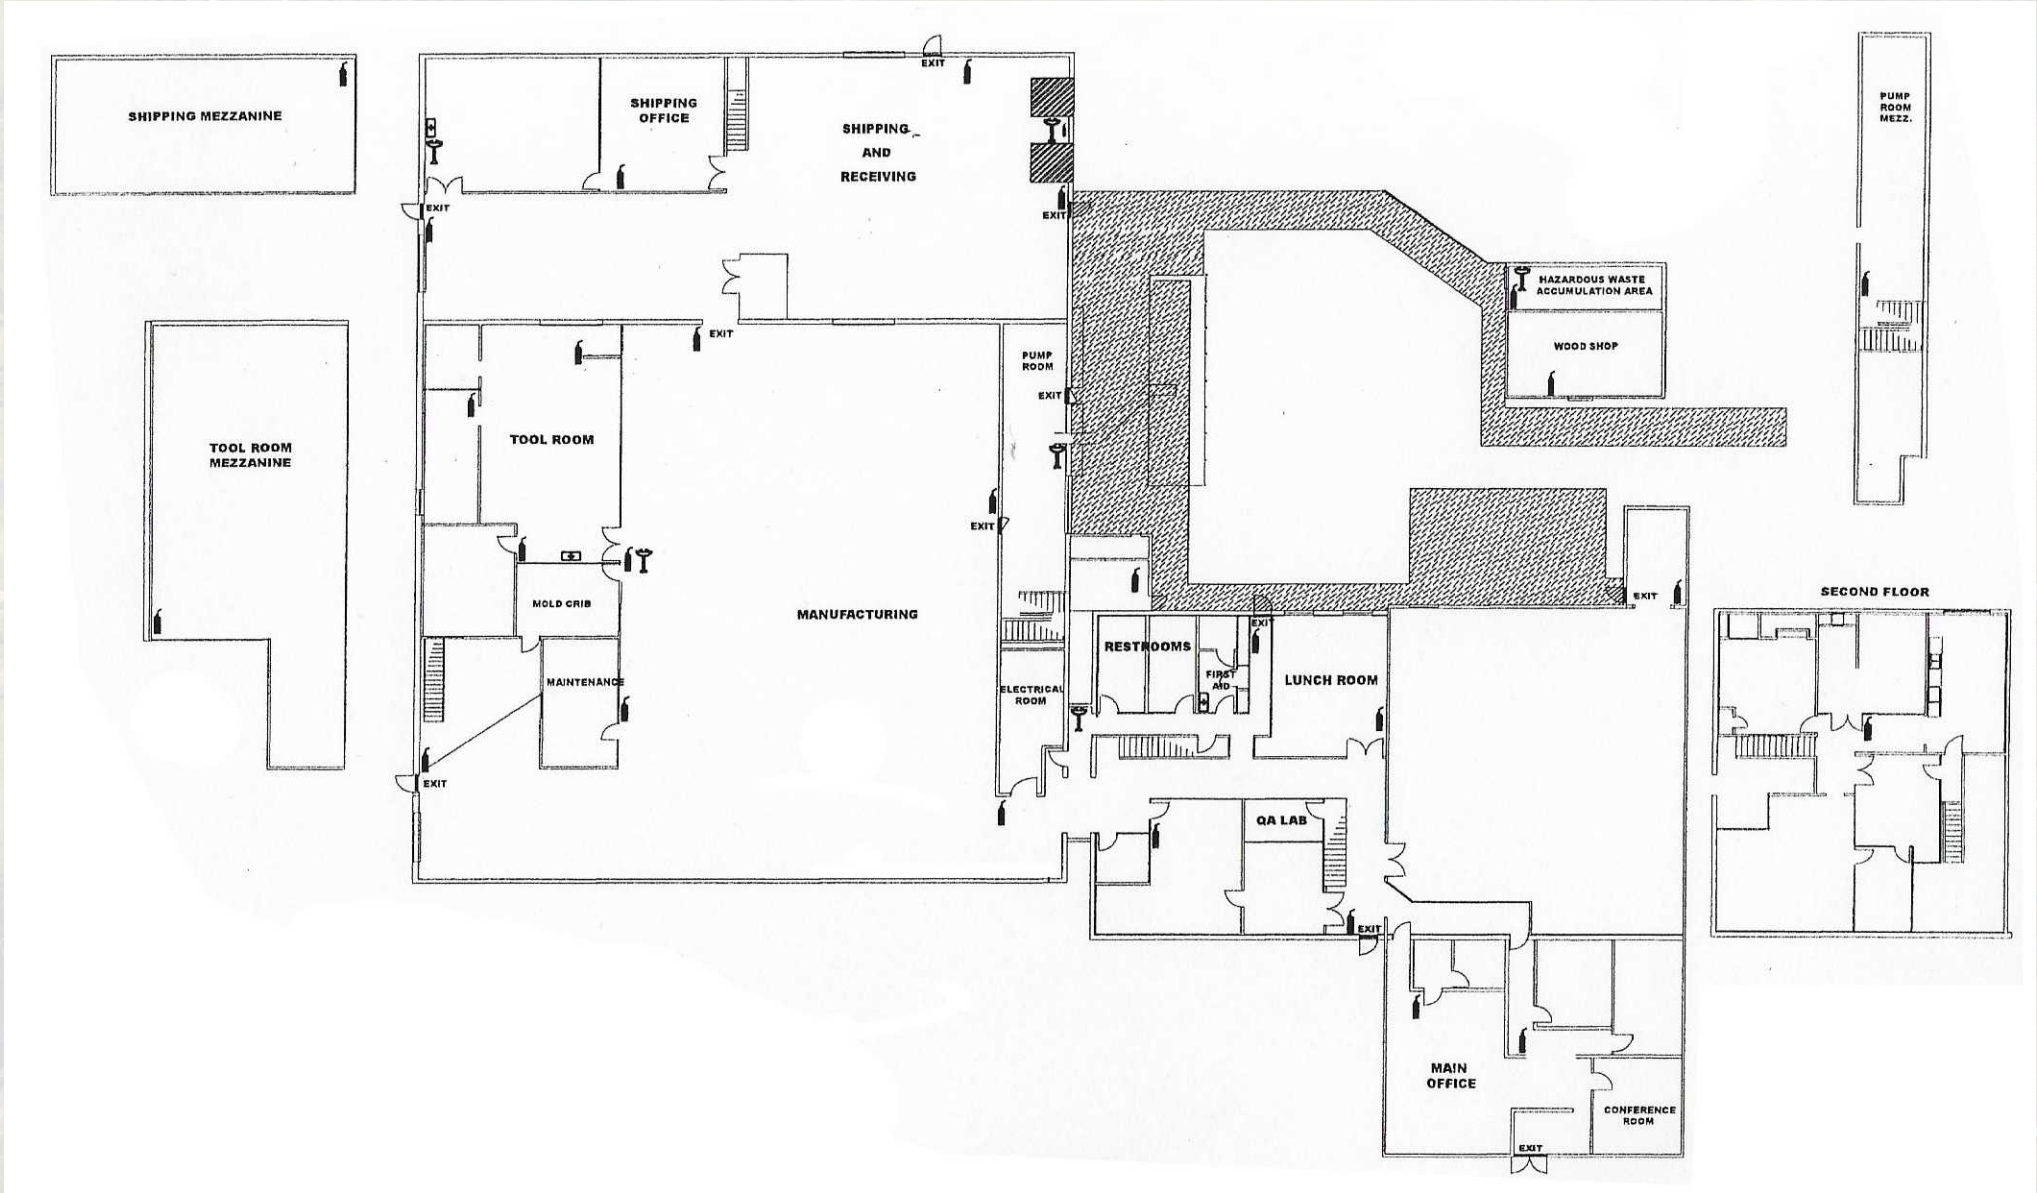 EXIT
SHIPPING MEZZANINE
SHIPPING
OFFICE
SHIPPING
AND
RECEIVING
PUMP
ROOM
MEZZ.
EXIT
EXIT
HAZARDOUS WASTE
ACCUMULATION AREA
WOOD SHOP
EXIT
PUMP
ROOM
EXIT
TOOL ROOM
MEZZANINE
TOOL ROOM
EXIT
MOLD CRIB
MANUFACTURING
EXIT
SECOND FLOOR
EXIT
RESTROOMS
FIRST
AID
LUNCH ROOM
MAINTENANCE
ELECTRICAL
ROOM
EXIT
QA LAB
EXIT
MAIN
OFFICE
CONFERENCE
ROOM
EXIT